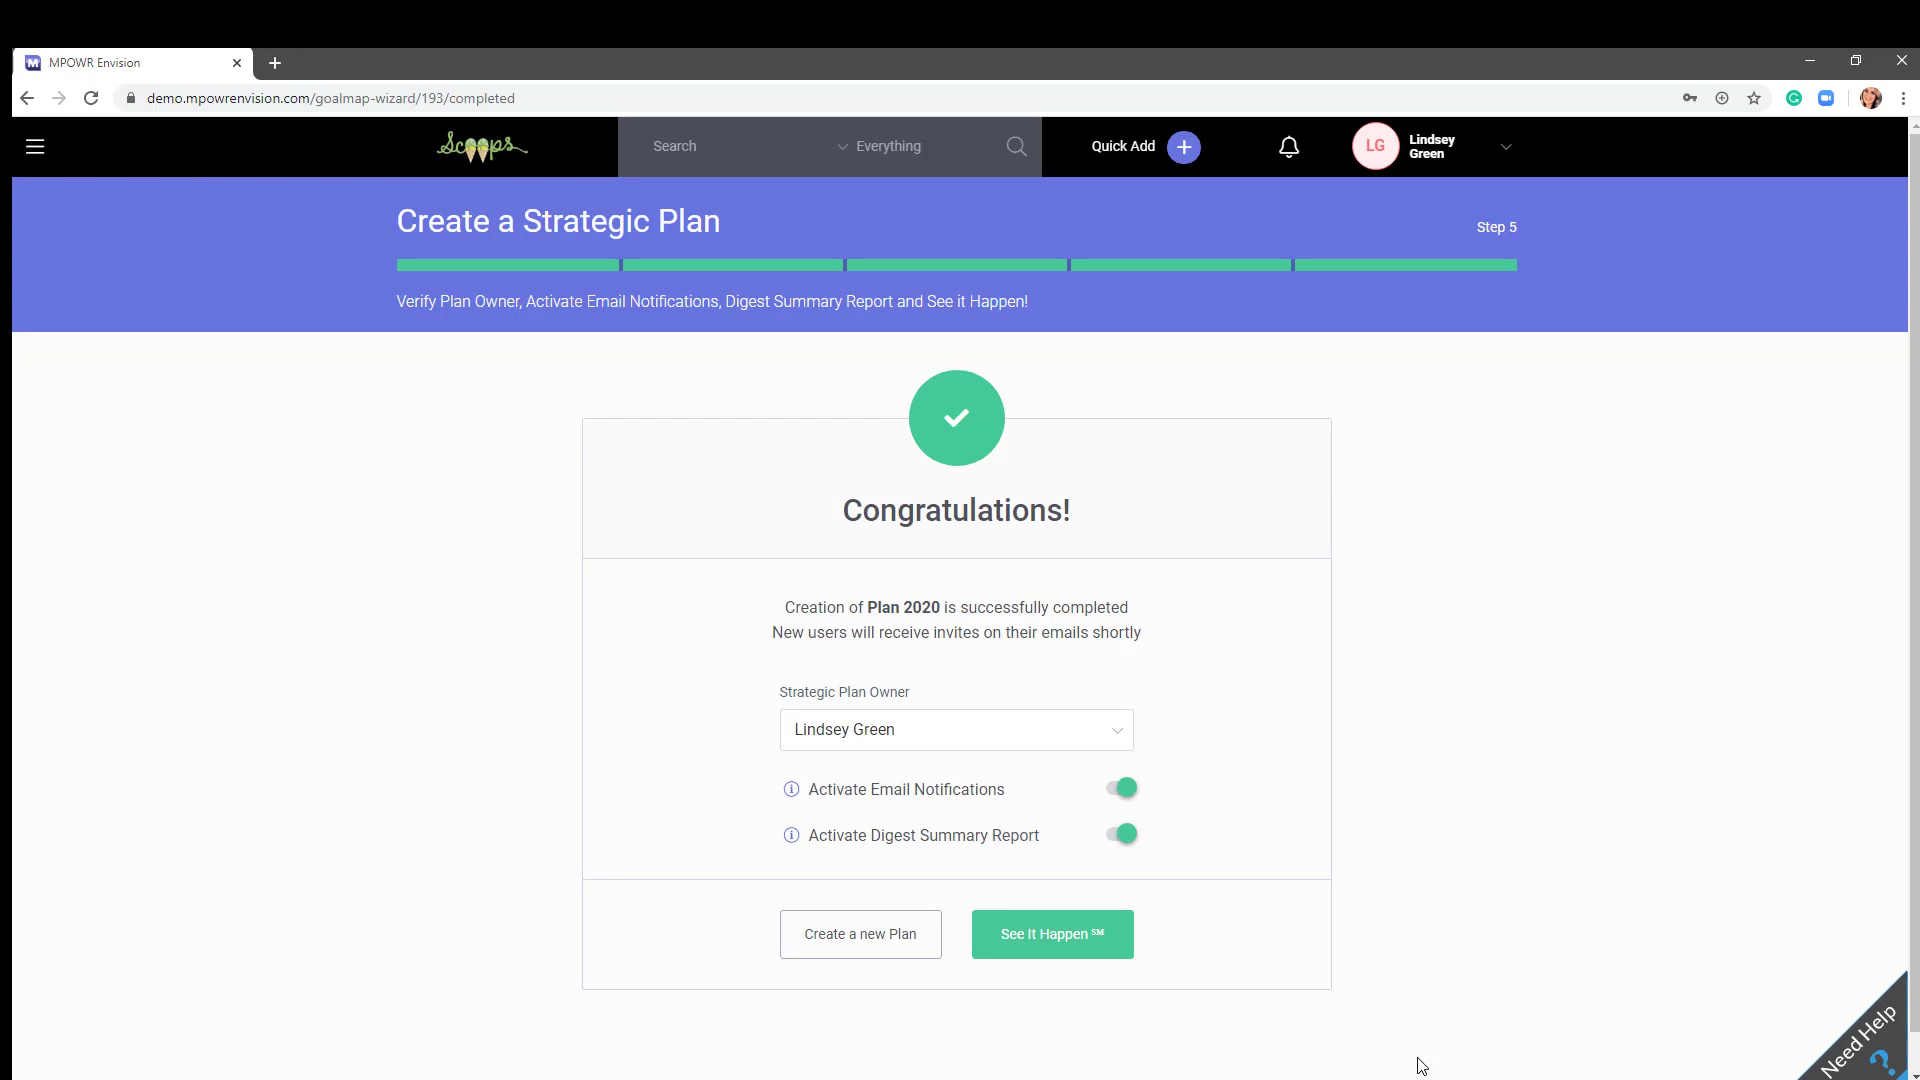 MPOWR Envision
demo.mpowrenvision.com/goalmap-wizard/193/completed
Scoops
Search
Everything
Quick Add
LG
Lindsey
Green
Create a Strategic Plan
Step 5
Verify Plan Owner, Activate Email Notifications, Digest Summary Report and See it Happen!
Congratulations!
Creation of Plan 2020 is successfully completed
New users will receive invites on their emails shortly
Strategic Plan Owner
Lindsey Green
Activate Email Notifications
Activate Digest Summary Report
Create a new Plan
See It Happen ℠
Need Help
?